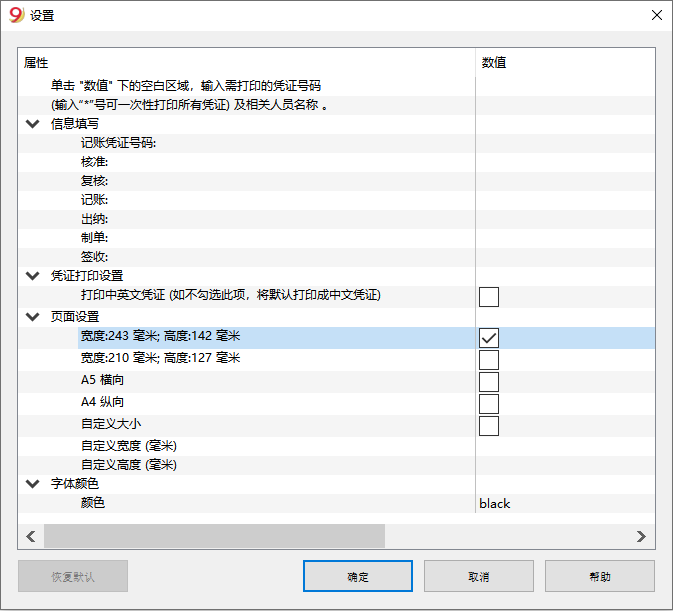 设置
属性 数值
单击 "数值" 下的空白区域，输入需打印的凭证号码
(输入“*”号可一次性打印所有凭证) 及相关人员名称 。
信息填写
记账凭证号码:
核准:
复核:
记账:
出纳:
制单:
签收:
凭证打印设置
打印中英文凭证 (如不勾选此项，将默认打印成中文凭证)
页面设置
宽度:243 毫米; 高度:142 毫米
宽度:210 毫米; 高度:127 毫米
A5 横向
A4 纵向
自定义大小
自定义宽度 (毫米)
自定义高度 (毫米)
字体颜色
颜色 black
恢复默认 确定 取消 帮助